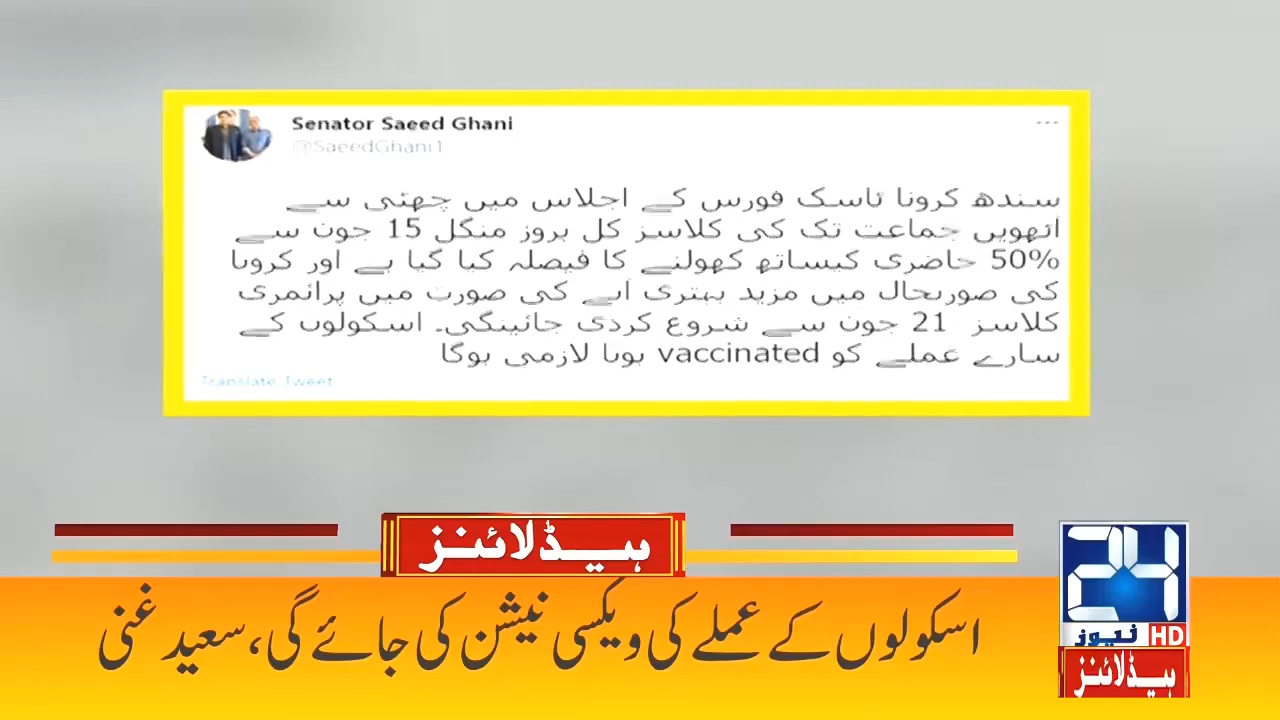 Senator Saeed Ghani
@SaeedGhani1
سندھ کرونا ٹاسک فورس کے اجلاس میں چھٹی سے
آٹھویں جماعت تک کی کلاسز کل بروز منگل 15 جون سے
50% حاضری کیساتھ کھولنے کا فیصلہ کیا گیا ہے اور کرونا
کی صورتحال میں مزید بہتری آنے کی صورت میں پرائمری
کلاسز 21 جون سے شروع کردی جائینگی۔ اسکولوں کے
سارے عملے کو vaccinated ہونا لازمی ہوگا
Translate Tweet
ہیڈلائنز
اسکولوں کے عملے کی ویکسی نیشن کی جائے گی، سعید غنی
24
نیوز HD
ہیڈلائنز